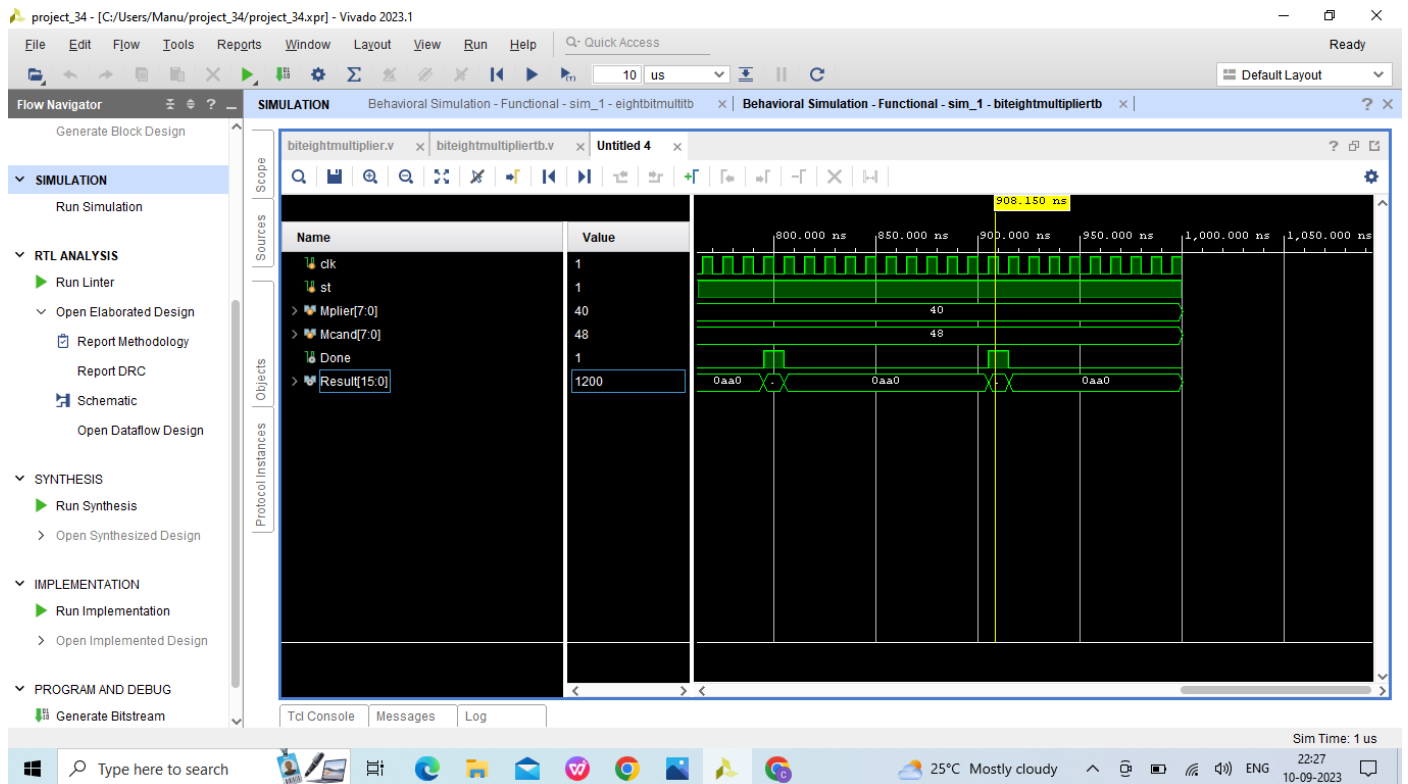 project_34 - [C:/Users/Manu/project_34/project_34.xpr] - Vivado 2023.1
File Edit Flow Tools Reports Window Layout View Run Help Q- Quick Access Ready
10 us Default Layout
Flow Navigator SIMULATION Behavioral Simulation - Functional - sim_1 - eightbitmultitb Behavioral Simulation - Functional - sim_1 - biteightmultipliertb
Generate Block Design
SIMULATION
Run Simulation
RTL ANALYSIS
Run Linter
Open Elaborated Design
Report Methodology
Report DRC
Schematic
Open Dataflow Design
SYNTHESIS
Run Synthesis
Open Synthesized Design
IMPLEMENTATION
Run Implementation
Open Implemented Design
PROGRAM AND DEBUG
Generate Bitstream
Scope
Sources
Objects
Protocol Instances
biteightmultiplier.v biteightmultipliertb.v Untitled 4
908.150 ns
Name Value 800.000 ns 850.000 ns 900.000 ns 950.000 ns 1,000.000 ns 1,050.000 ns
clk 1
st 1
Mplier[7:0] 40 40
Mcand[7:0] 48 48
Done 1
Result[15:0] 1200 0aa0 . 0aa0 . 0aa0
Tcl Console Messages Log
Sim Time: 1 us
Type here to search 25°C Mostly cloudy ENG 22:27
10-09-2023